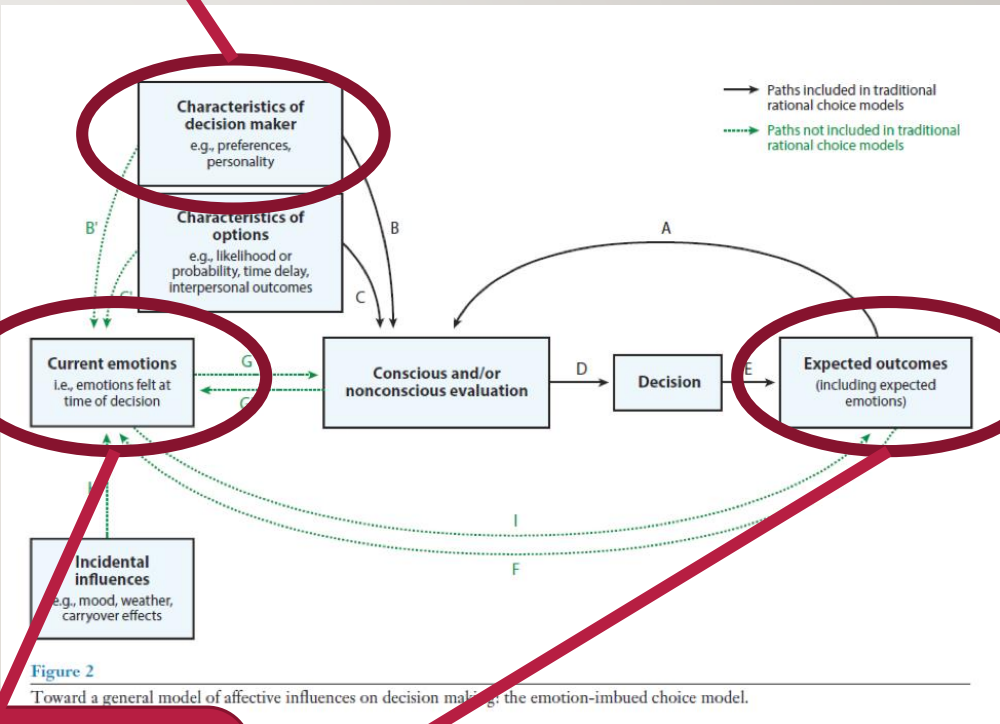 Characteristics of
decision maker
e.g., preferences,
personality
Paths included in traditional
rational choice models
Paths not included in traditional
rational choice models
Characteristics of
options
e.g., likelihood or
probability, time delay,
interpersonal outcomes
B'
B
A
C'
C
Current emotions
i.e., emotions felt at
time of decision
G
Conscious and/or
nonconscious evaluation
D
Decision
E
Expected outcomes
(including expected
emotions)
I
F
Incidental
influences
e.g., mood, weather,
carryover effects
Figure 2
Toward a general model of affective influences on decision making: the emotion-imbued choice model.